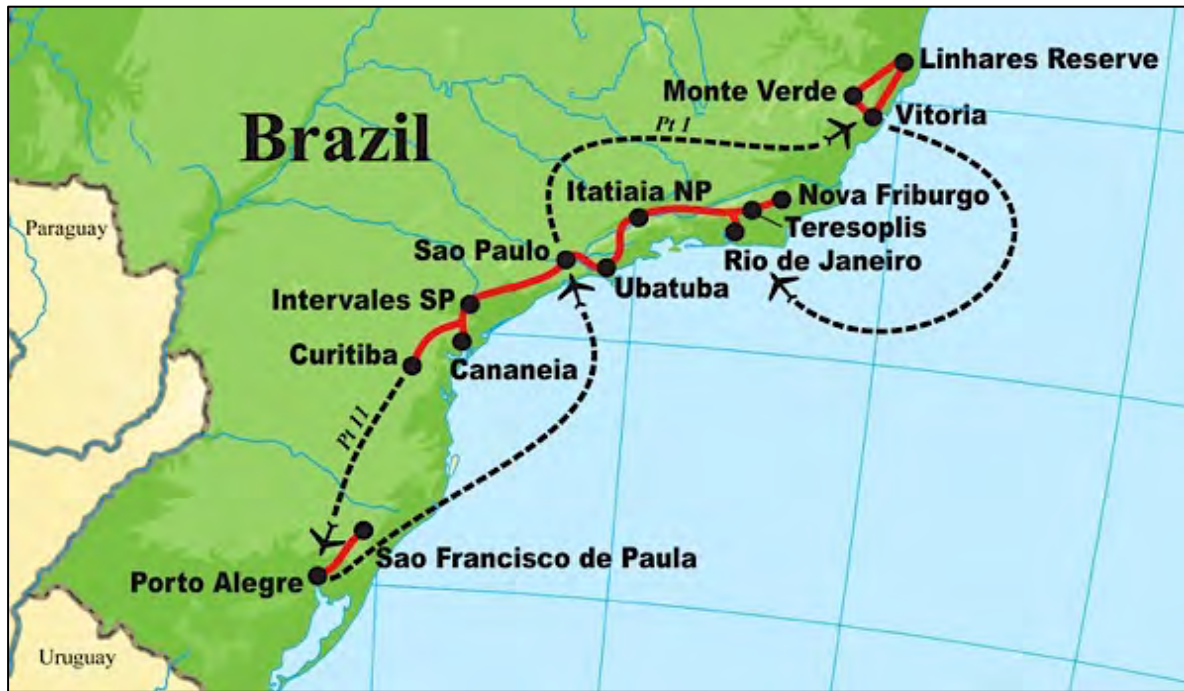 Linhares Reserve
Monte Verde
Vitoria
Pt I
Brazil
Itatiaia NP
Nova Friburgo
Teresoplis
Paraguay
Sao Paulo
Rio de Janeiro
Ubatuba
Intervales SP
Curitiba
Cananeia
Pt 11
Sao Francisco de Paula
Porto Alegre
Uruguay